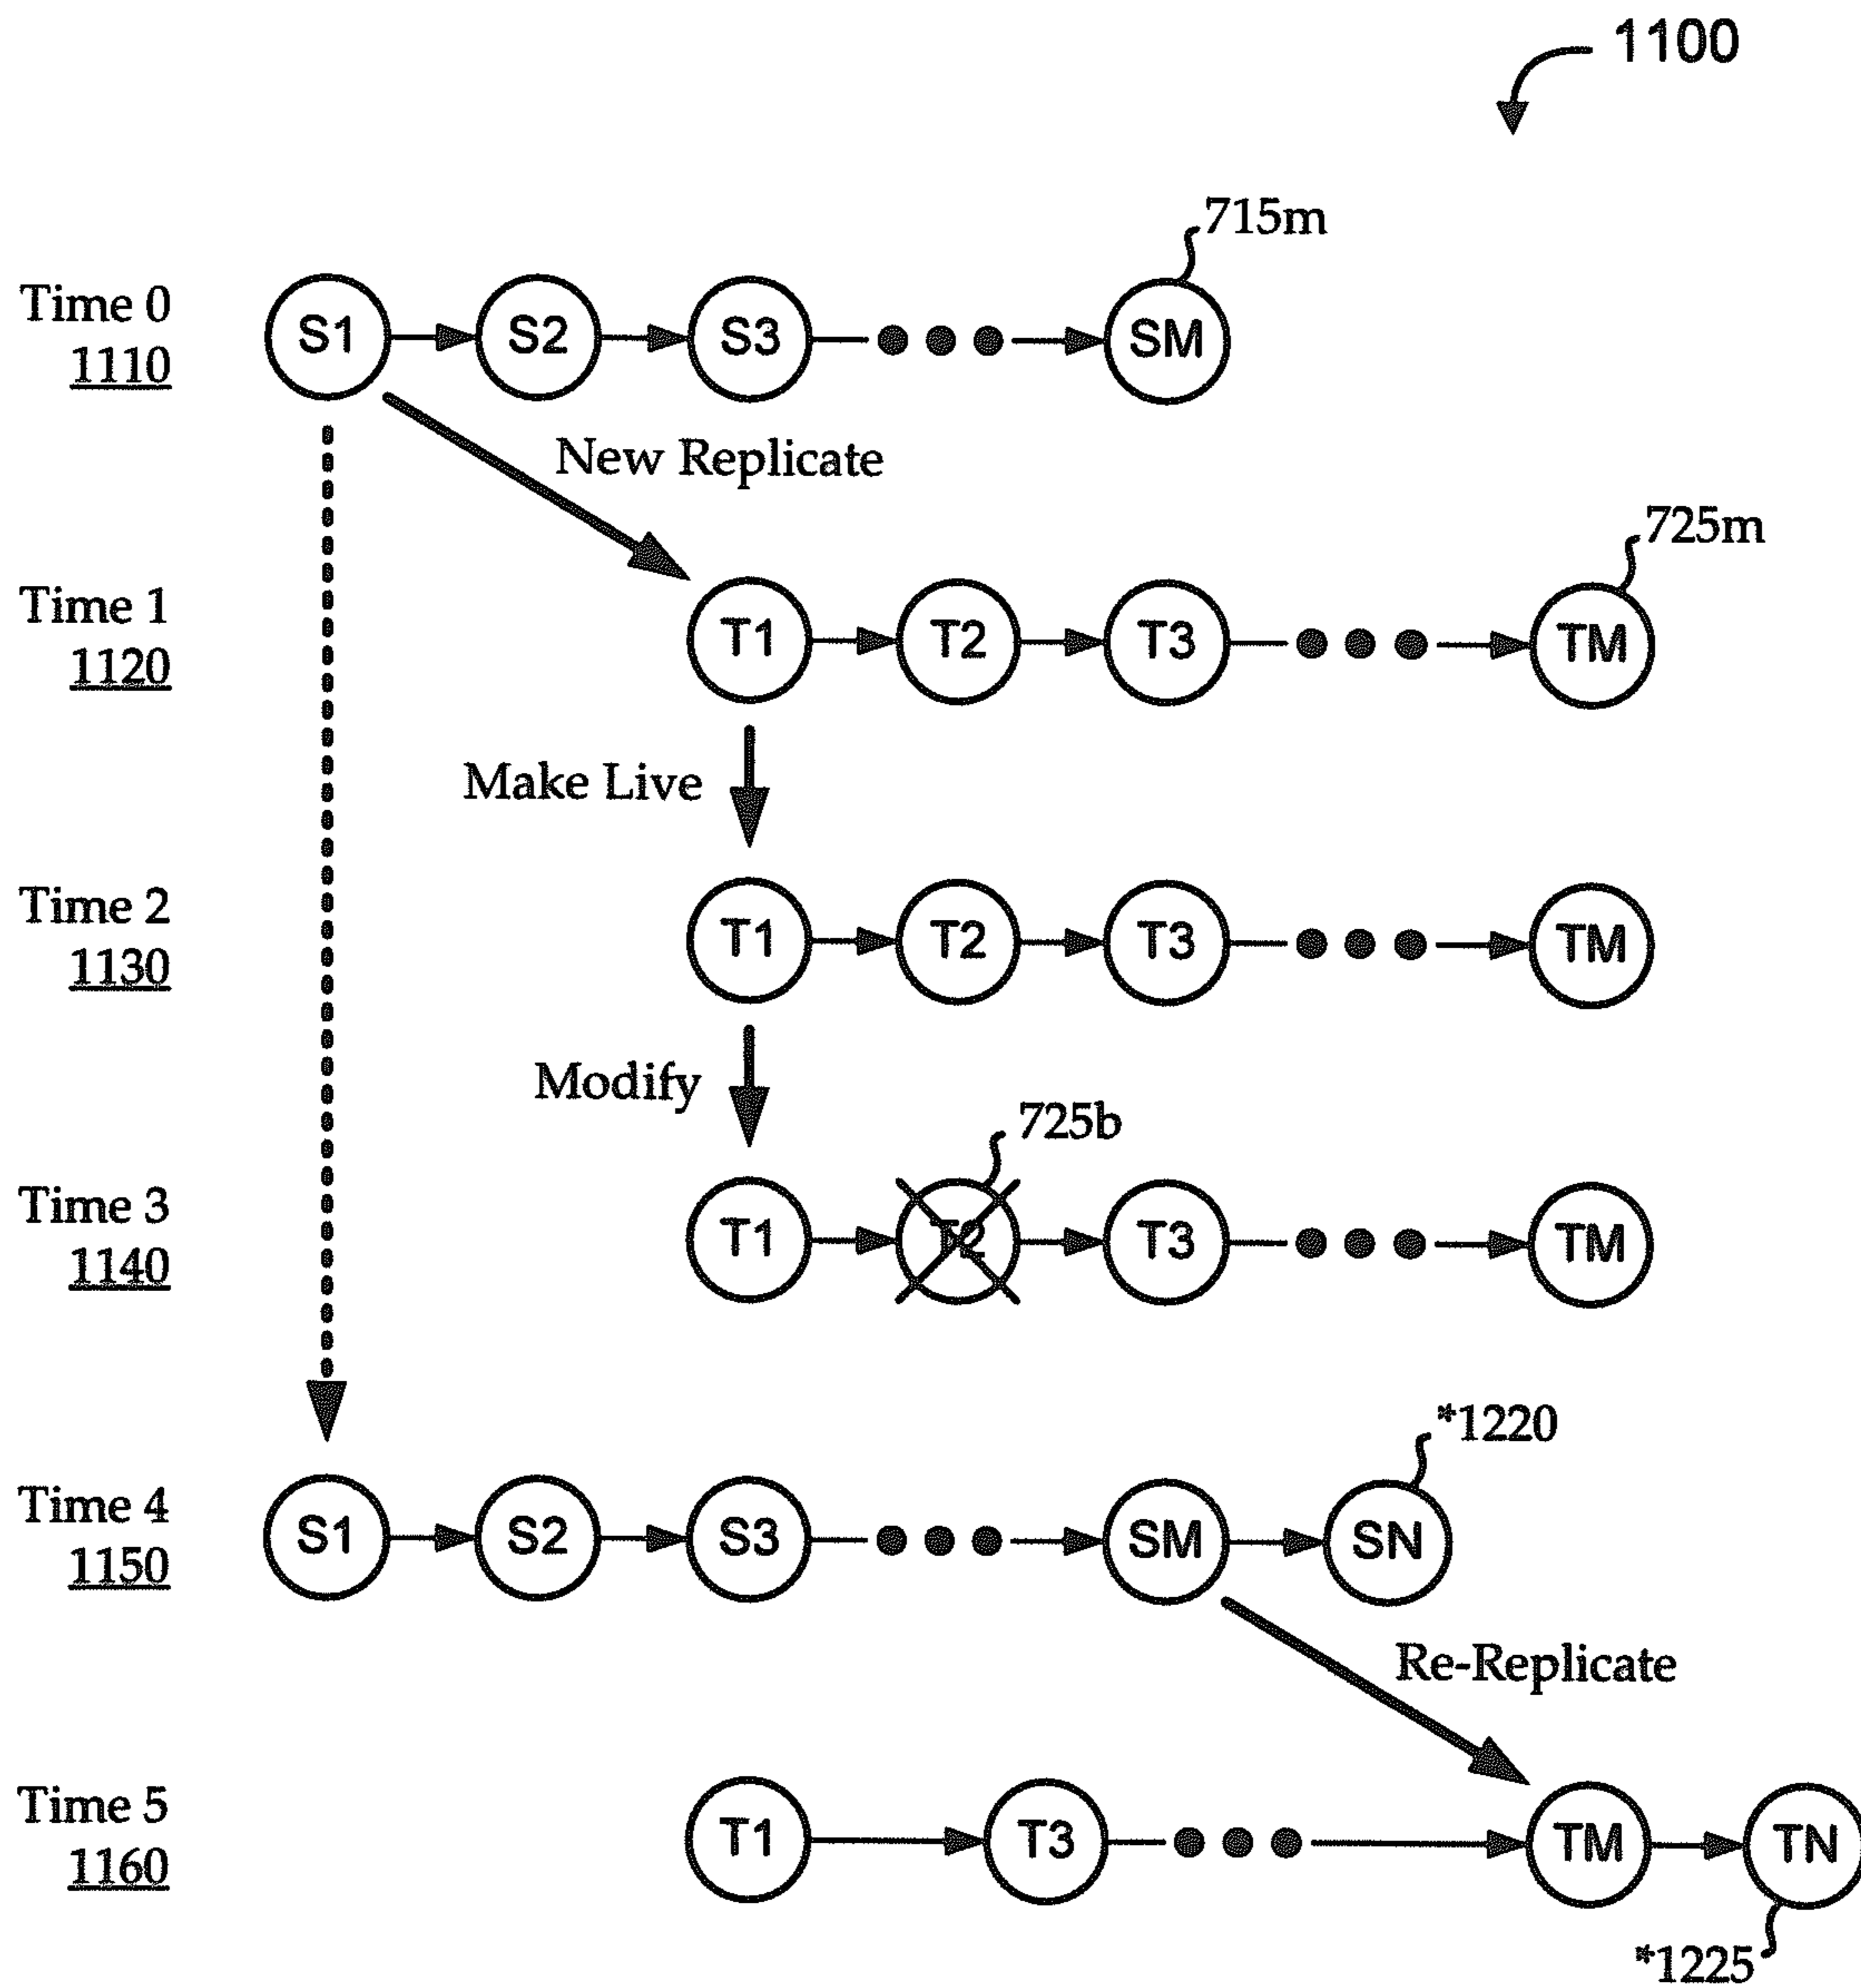 1100
715m
Time 0
1110
S1
S2
S3
SM
New Replicate
725m
Time 1
1120
T1
T2
T3
TM
Make Live
Time 2
1130
T1
T2
T3
TM
Modify
725b
Time 3
1140
T1
T2
T3
TM
*1220
Time 4
1150
S1
S2
S3
SM
SN
Re-Replicate
Time 5
1160
T1
T3
TM
TN
*1225